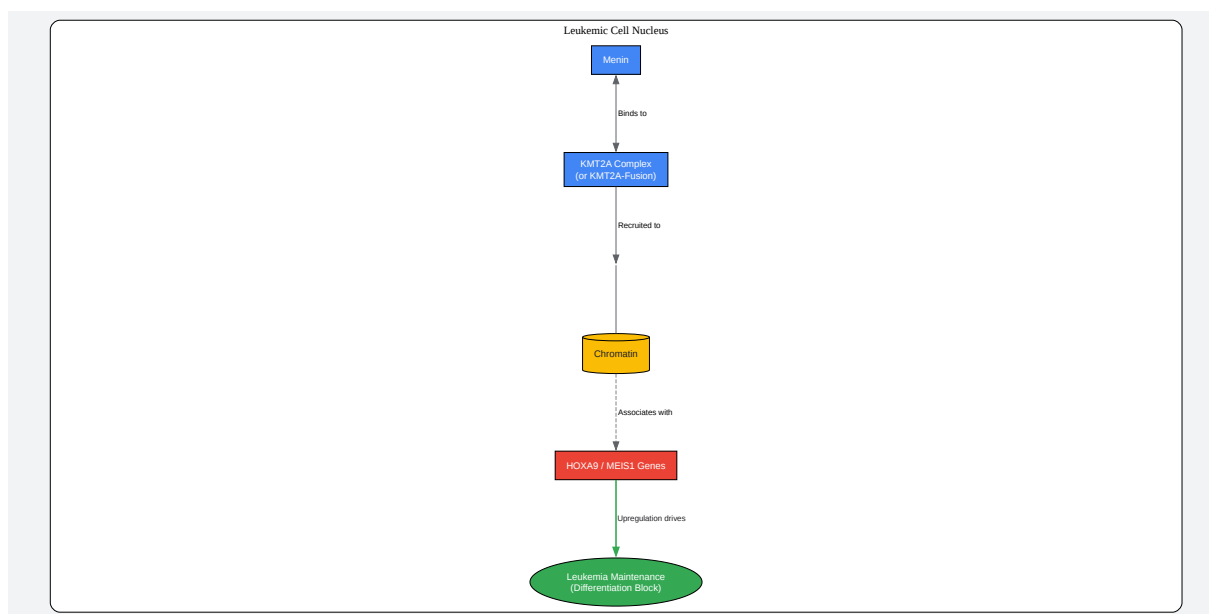 Leukemic Cell Nucleus
Menin
Binds to
KMT2A Complex
(or KMT2A-Fusion)
Recruited to
Chromatin
Associates with
HOXA9 / MEIS1 Genes
Upregulation drives
Leukemia Maintenance
(Differentiation Block)